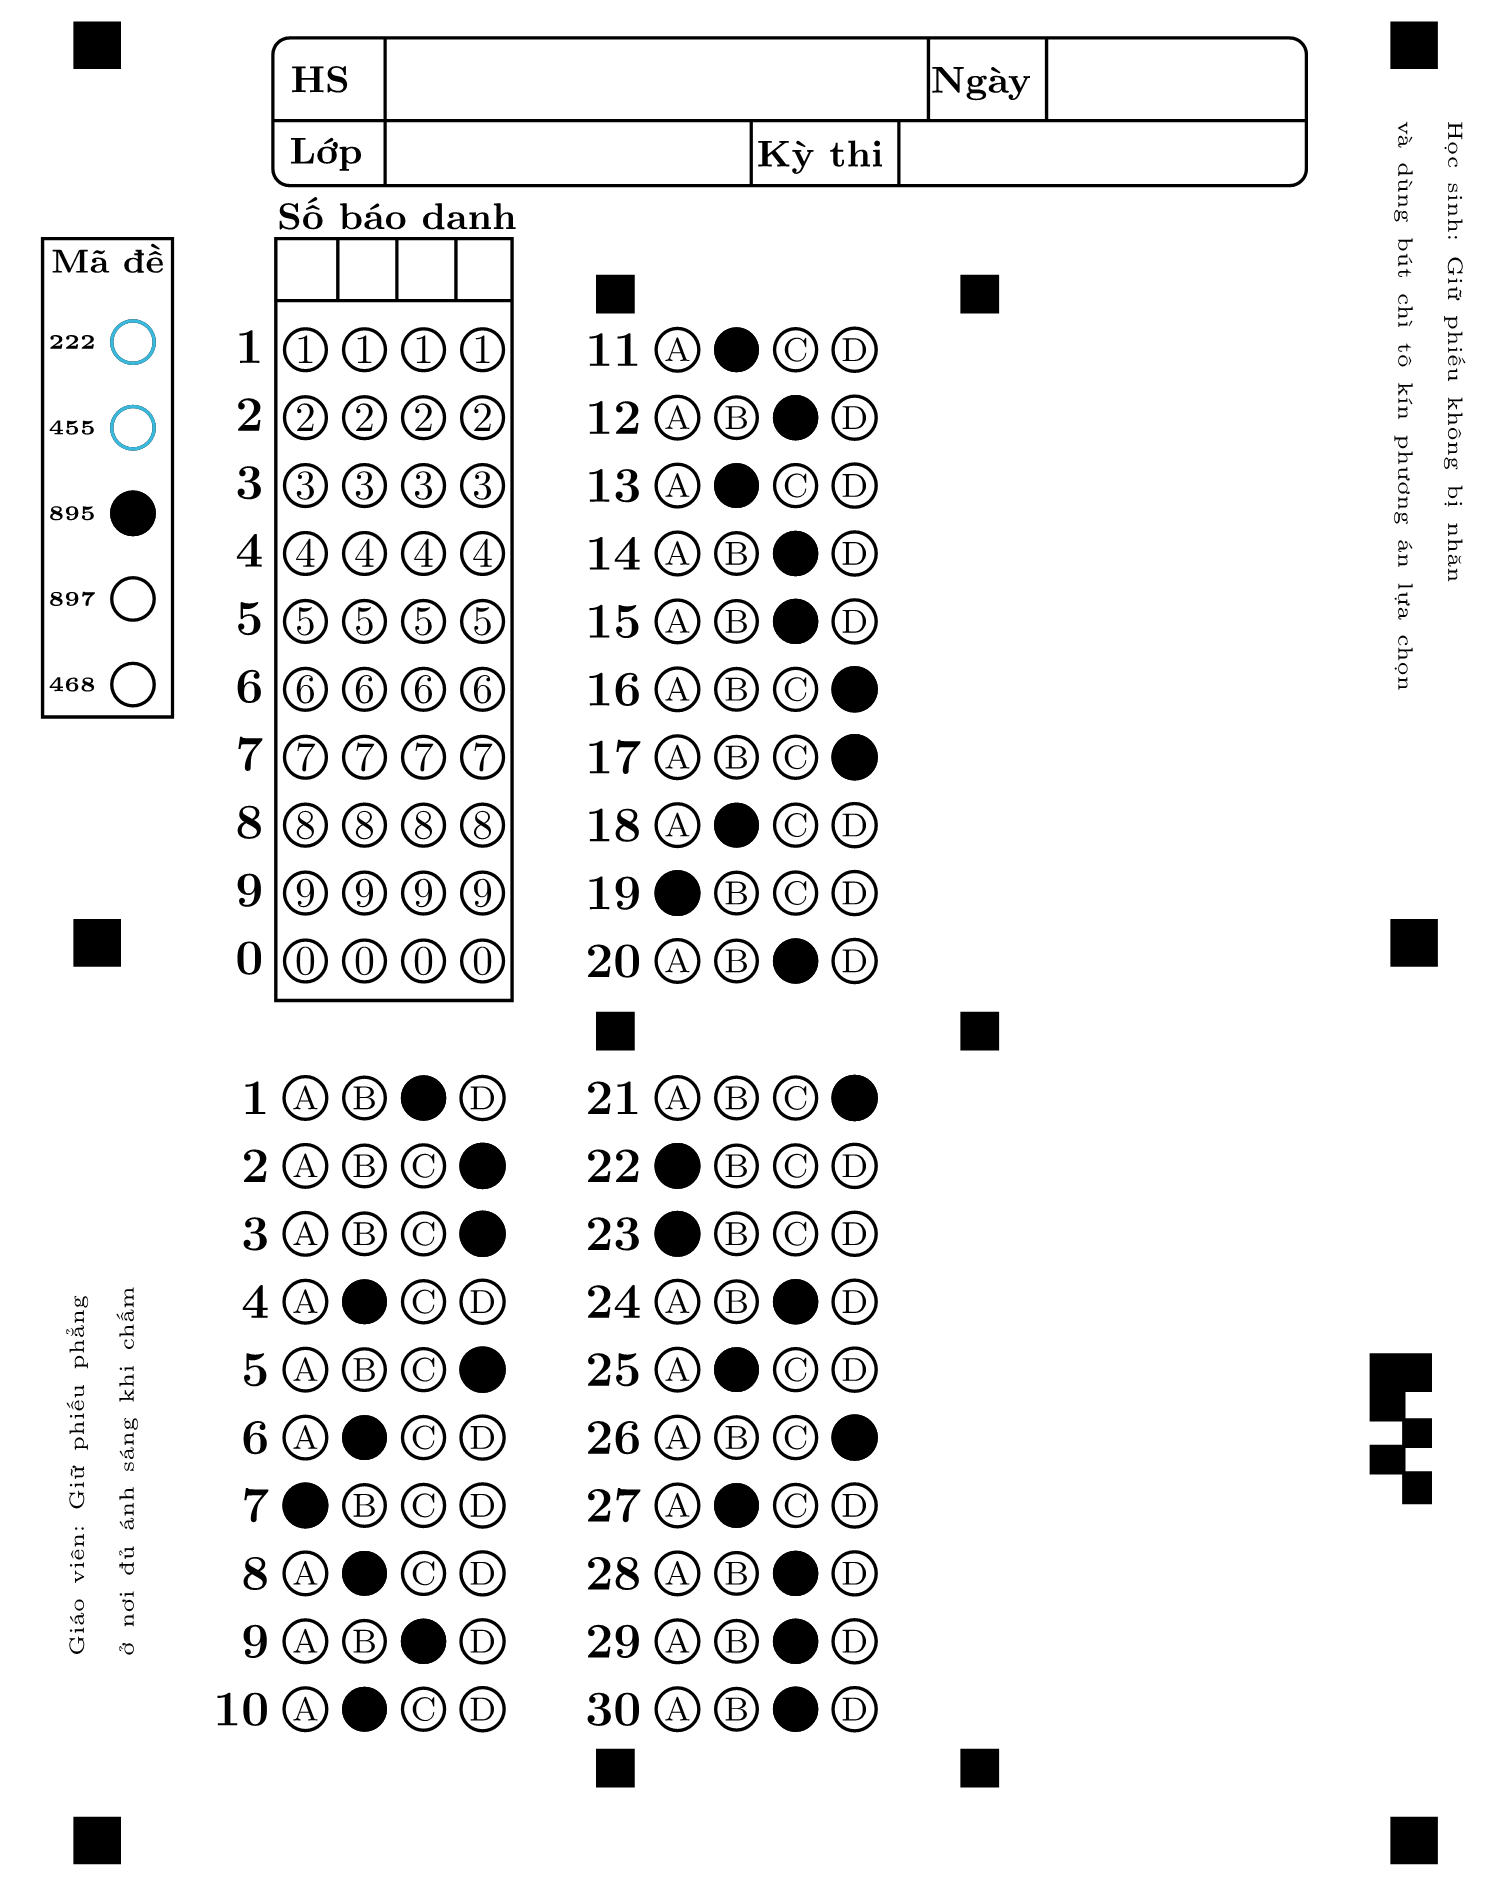 HS
Ngày
Lớp
Kỳ thi
Số báo danh
Mã đề
222
455
895
897
468
1 1 1 1 1
2 2 2 2 2
3 3 3 3 3
4 4 4 4 4
5 5 5 5 5
6 6 6 6 6
7 7 7 7 7
8 8 8 8 8
9 9 9 9 9
0 0 0 0 0
11 A C D
12 A B D
13 A C D
14 A B D
15 A B D
16 A B C
17 A B C
18 A C D
19 B C D
20 A B D
1 A B D
2 A B C
3 A B C
4 A C D
5 A B C
6 A C D
7 B C D
8 A C D
9 A B D
10 A C D
21 A B C
22 B C D
23 B C D
24 A B D
25 A C D
26 A B C
27 A C D
28 A B D
29 A B D
30 A B D
Học sinh: Giữ phiếu không bị nhăn
và dùng bút chì tô kín phương án lựa chọn
Giáo viên: Giữ phiếu phẳng
ở nơi đủ ánh sáng khi chấm